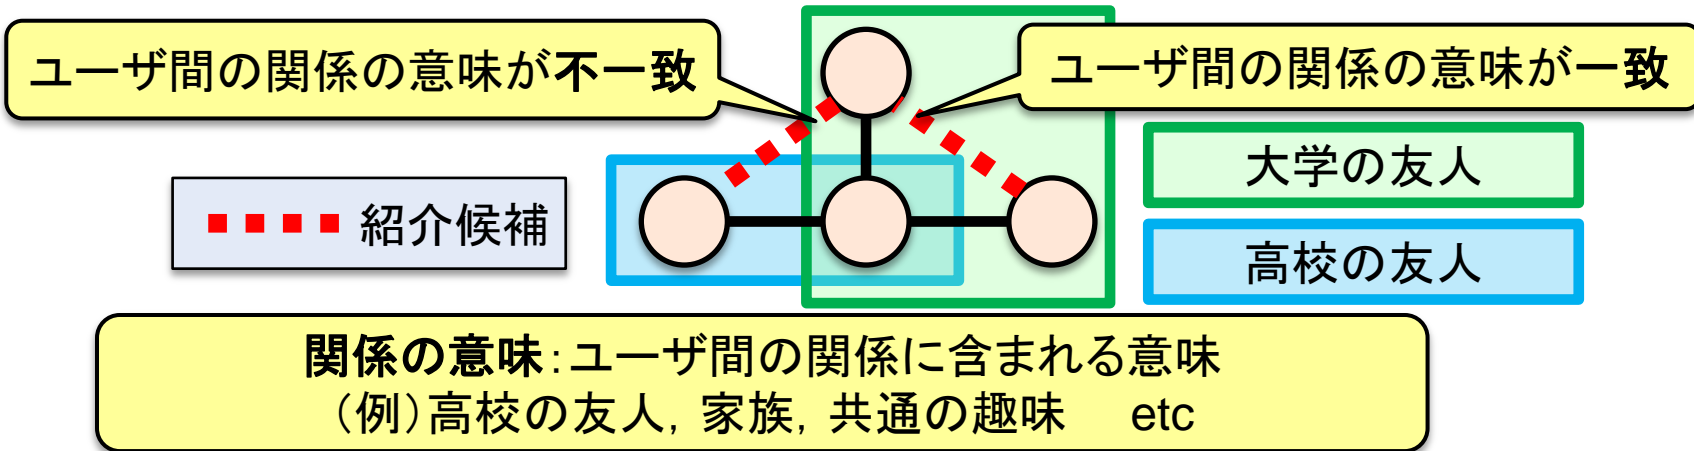 ユーザ間の関係の意味が不一致
ユーザ間の関係の意味が一致
大学の友人
紹介候補
高校の友人
関係の意味：ユーザ間の関係に含まれる意味
（例）高校の友人，家族，共通の趣味　etc